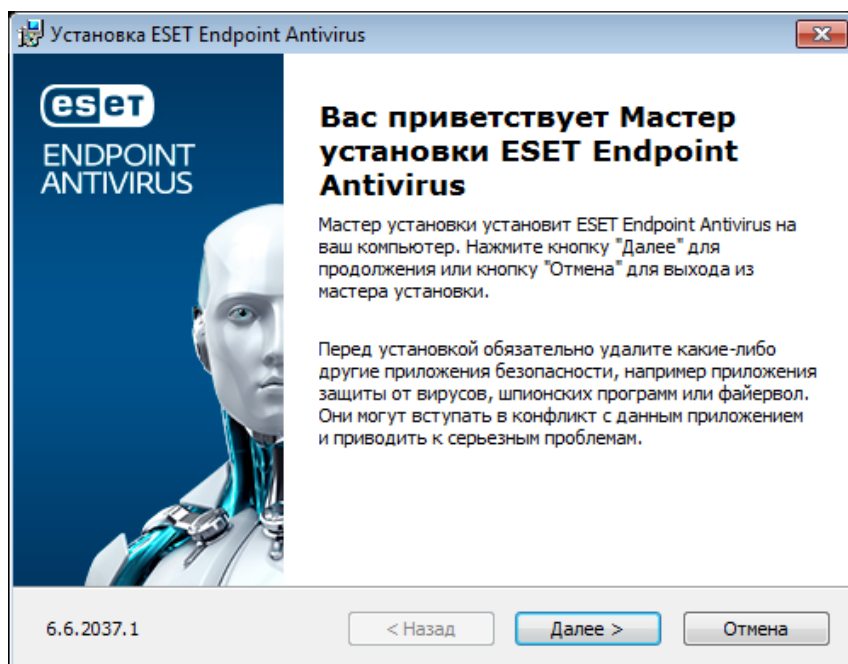 Установка ESET Endpoint Antivirus
eset
ENDPOINT
ANTIVIRUS
Вас приветствует Мастер
установки ESET Endpoint
Antivirus
Мастер установки установит ESET Endpoint Antivirus на
ваш компьютер. Нажмите кнопку "Далее" для
продолжения или кнопку "Отмена" для выхода из
мастера установки.
Перед установкой обязательно удалите какие-либо
другие приложения безопасности, например приложения
защиты от вирусов, шпионских программ или файервол.
Они могут вступать в конфликт с данным приложением
и приводить к серьезным проблемам.
6.6.2037.1
< Назад
Далее >
Отмена